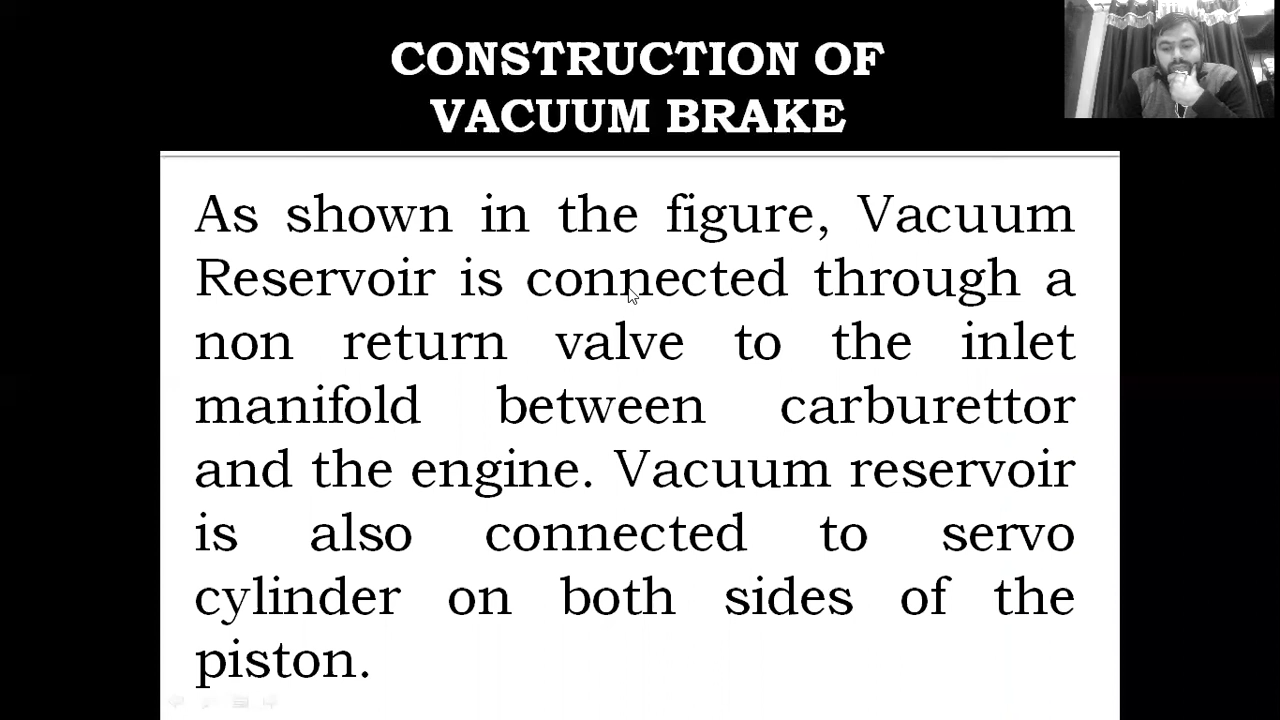 CONSTRUCTION OF
VACUUM BRAKE
As shown in the figure, Vacuum
Reservoir is connected through a
non return valve to the inlet
manifold between carburettor
and the engine. Vacuum reservoir
is also connected to servo
cylinder on both sides of the
piston.